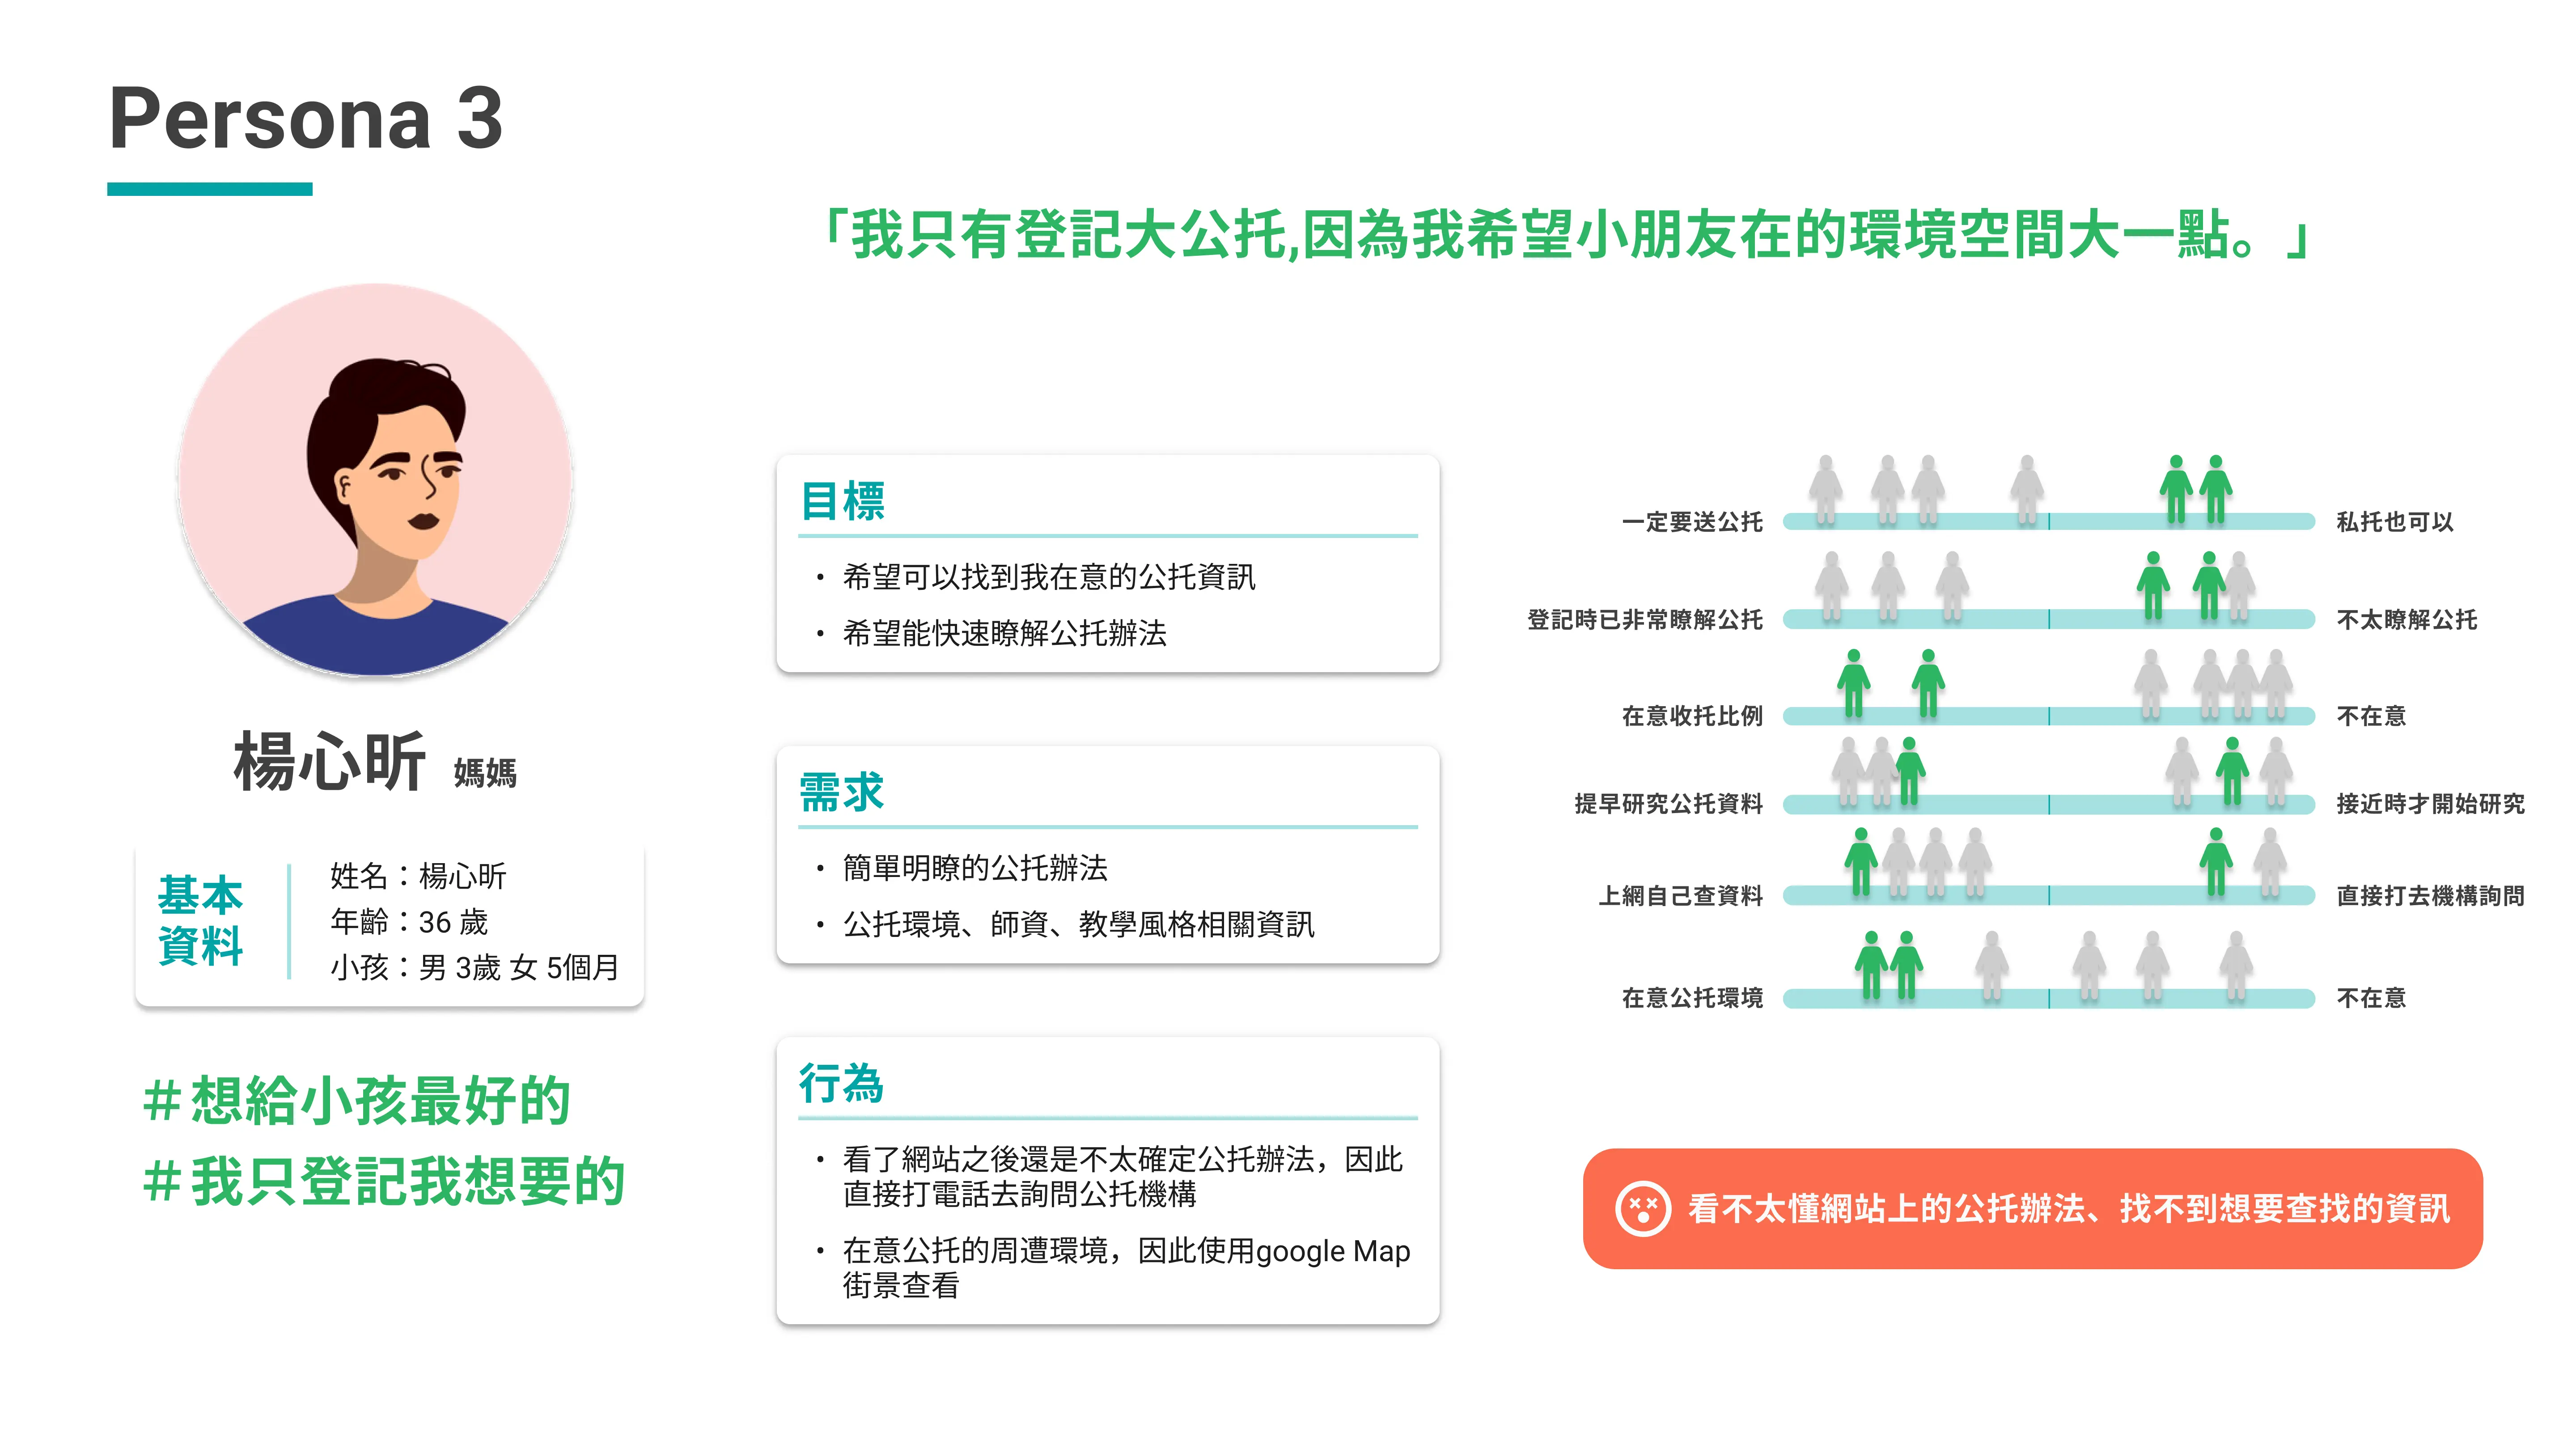 Persona 3
「我只有登記大公托,因為我希望小朋友在的環境空間大一點。」
楊心昕 媽媽
基本
資料
姓名：楊心昕
年齡：36 歲
小孩：男 3歲 女 5個月
＃想給小孩最好的
＃我只登記我想要的
目標
• 希望可以找到我在意的公托資訊
• 希望能快速瞭解公托辦法
需求
• 簡單明瞭的公托辦法
• 公托環境、師資、教學風格相關資訊
行為
• 看了網站之後還是不太確定公托辦法，因此
直接打電話去詢問公托機構
• 在意公托的周遭環境，因此使用google Map
街景查看
一定要送公托 私托也可以
登記時已非常瞭解公托 不太瞭解公托
在意收托比例 不在意
提早研究公托資料 接近時才開始研究
上網自己查資料 直接打去機構詢問
在意公托環境 不在意
看不太懂網站上的公托辦法、找不到想要查找的資訊